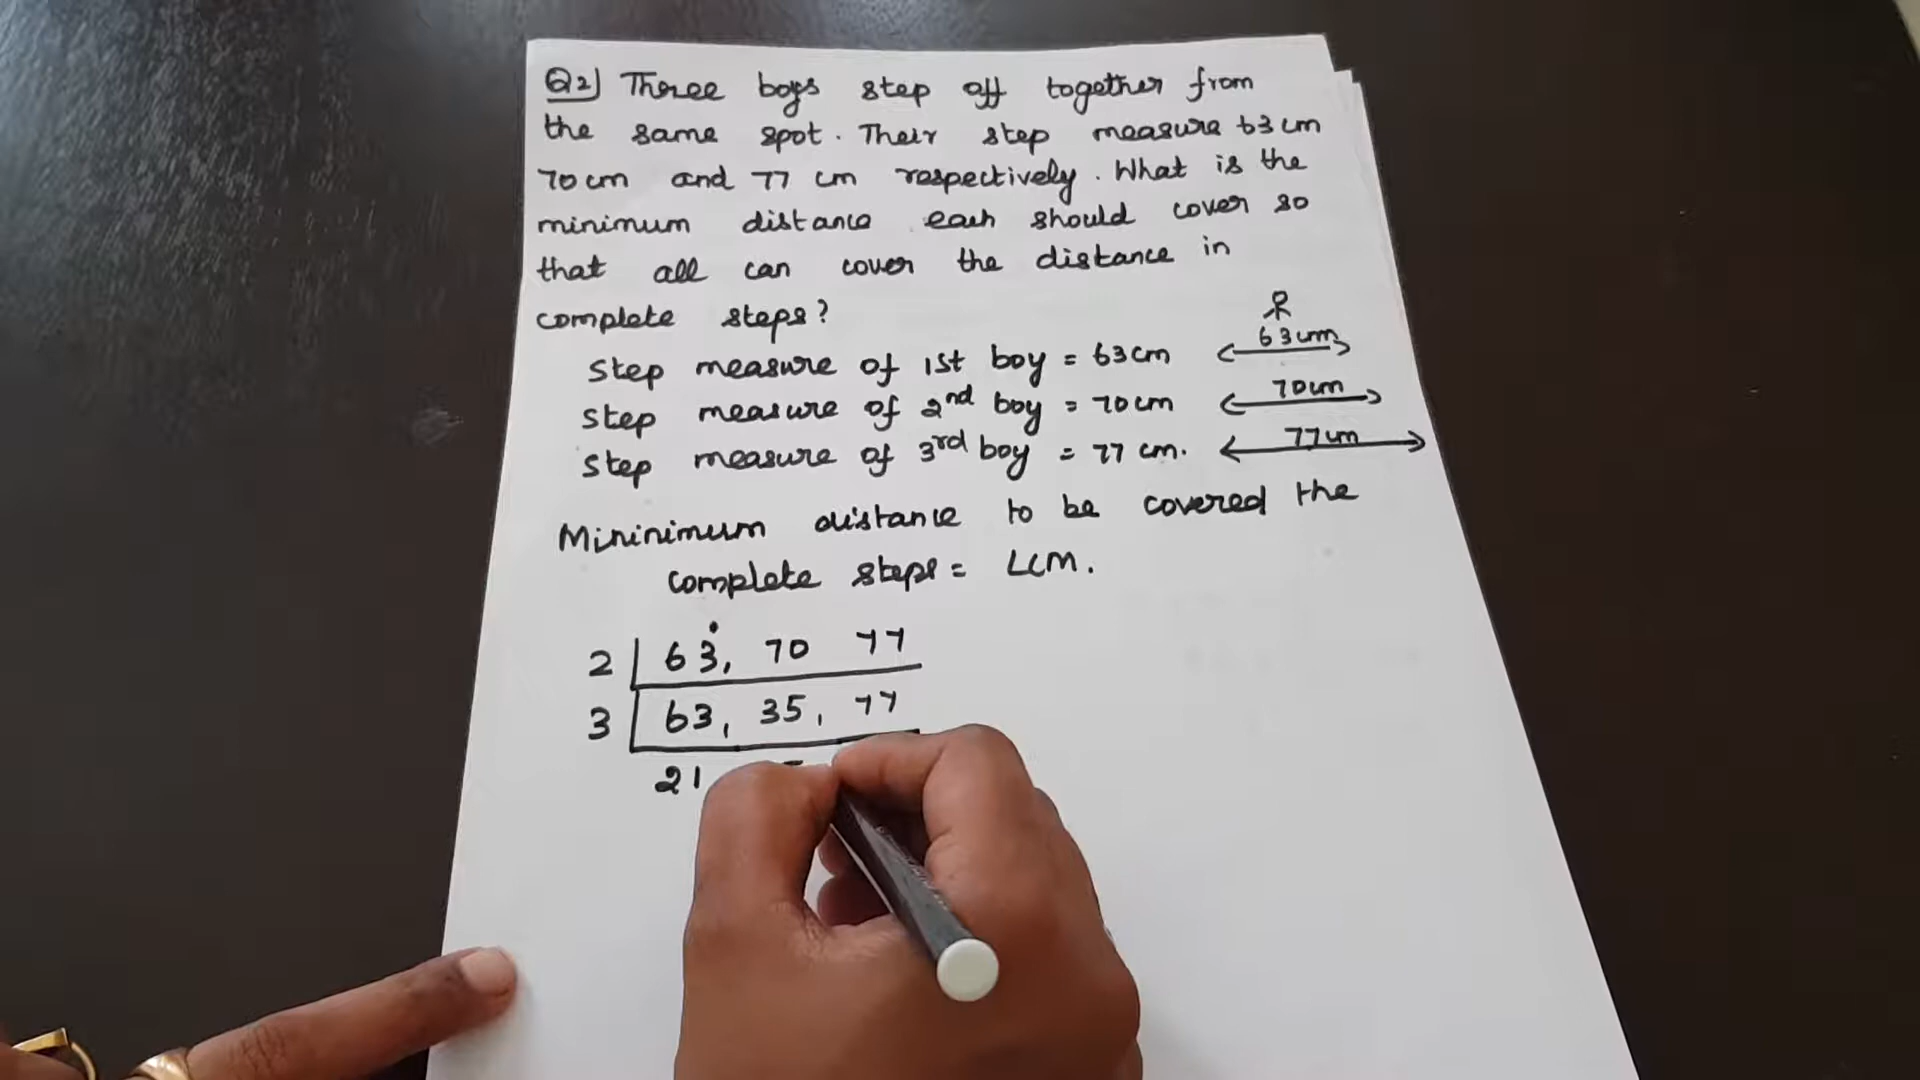 Q2) Three boys step off together from
the same spot. Their step measure 63 cm
70 cm and 77 cm respectively. What is the
minimum distance each should cover so
that all can cover the distance in
complete steps?
63cm
Step measure of 1st boy = 63cm
70cm
Step measure of 2nd boy = 70cm
77cm
Step measure of 3rd boy = 77 cm.
Mininimum distance to be covered the
complete steps = LCM.
2 63, 70 77
3 63, 35, 77
21